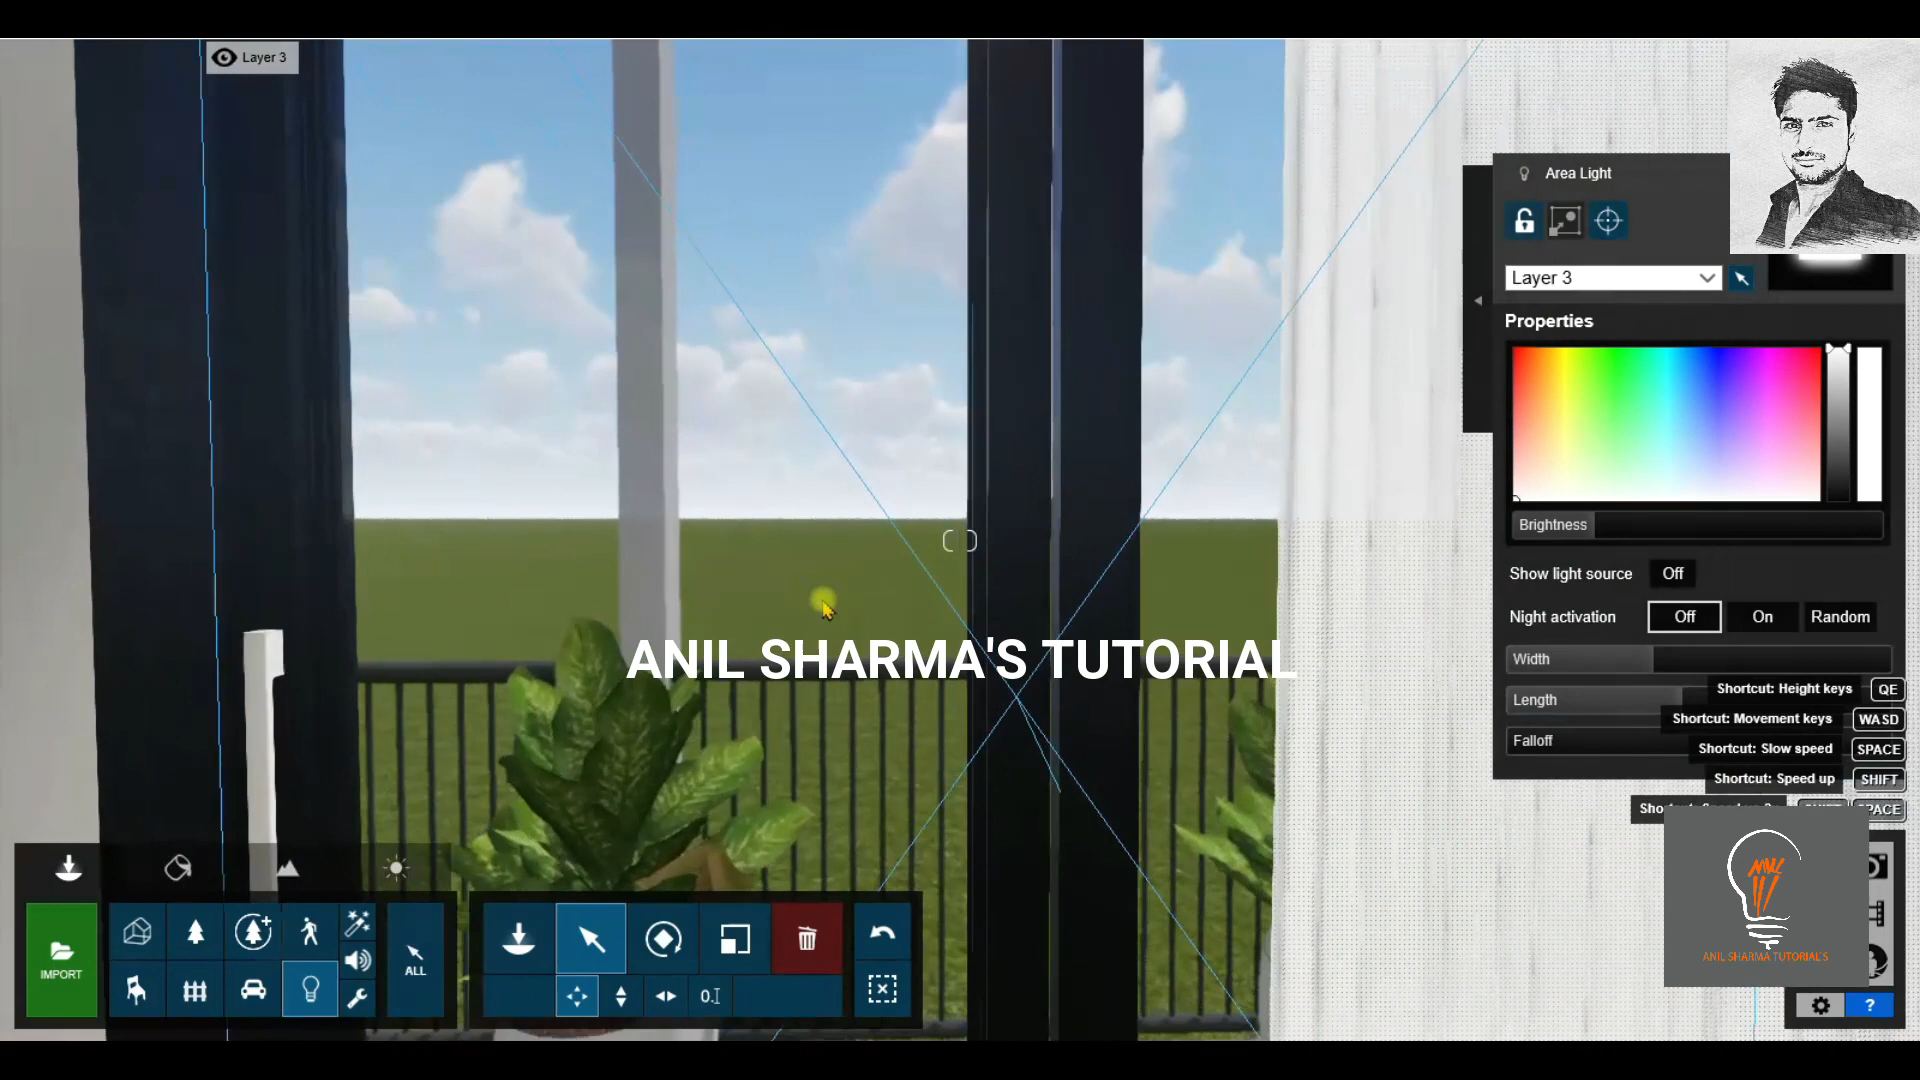 Layer 3
Area Light
Layer 3
Properties
Brightness
Show light source Off
Night activation Off On Random
Width
Length
Falloff
Shortcut: Height keys QE
Shortcut: Movement keys WASD
Shortcut: Slow speed SPACE
Shortcut: Speed up SHIFT
ANIL SHARMA'S TUTORIAL
IMPORT
ALL
0.
ANIL SHARMA TUTORIAL'S
?